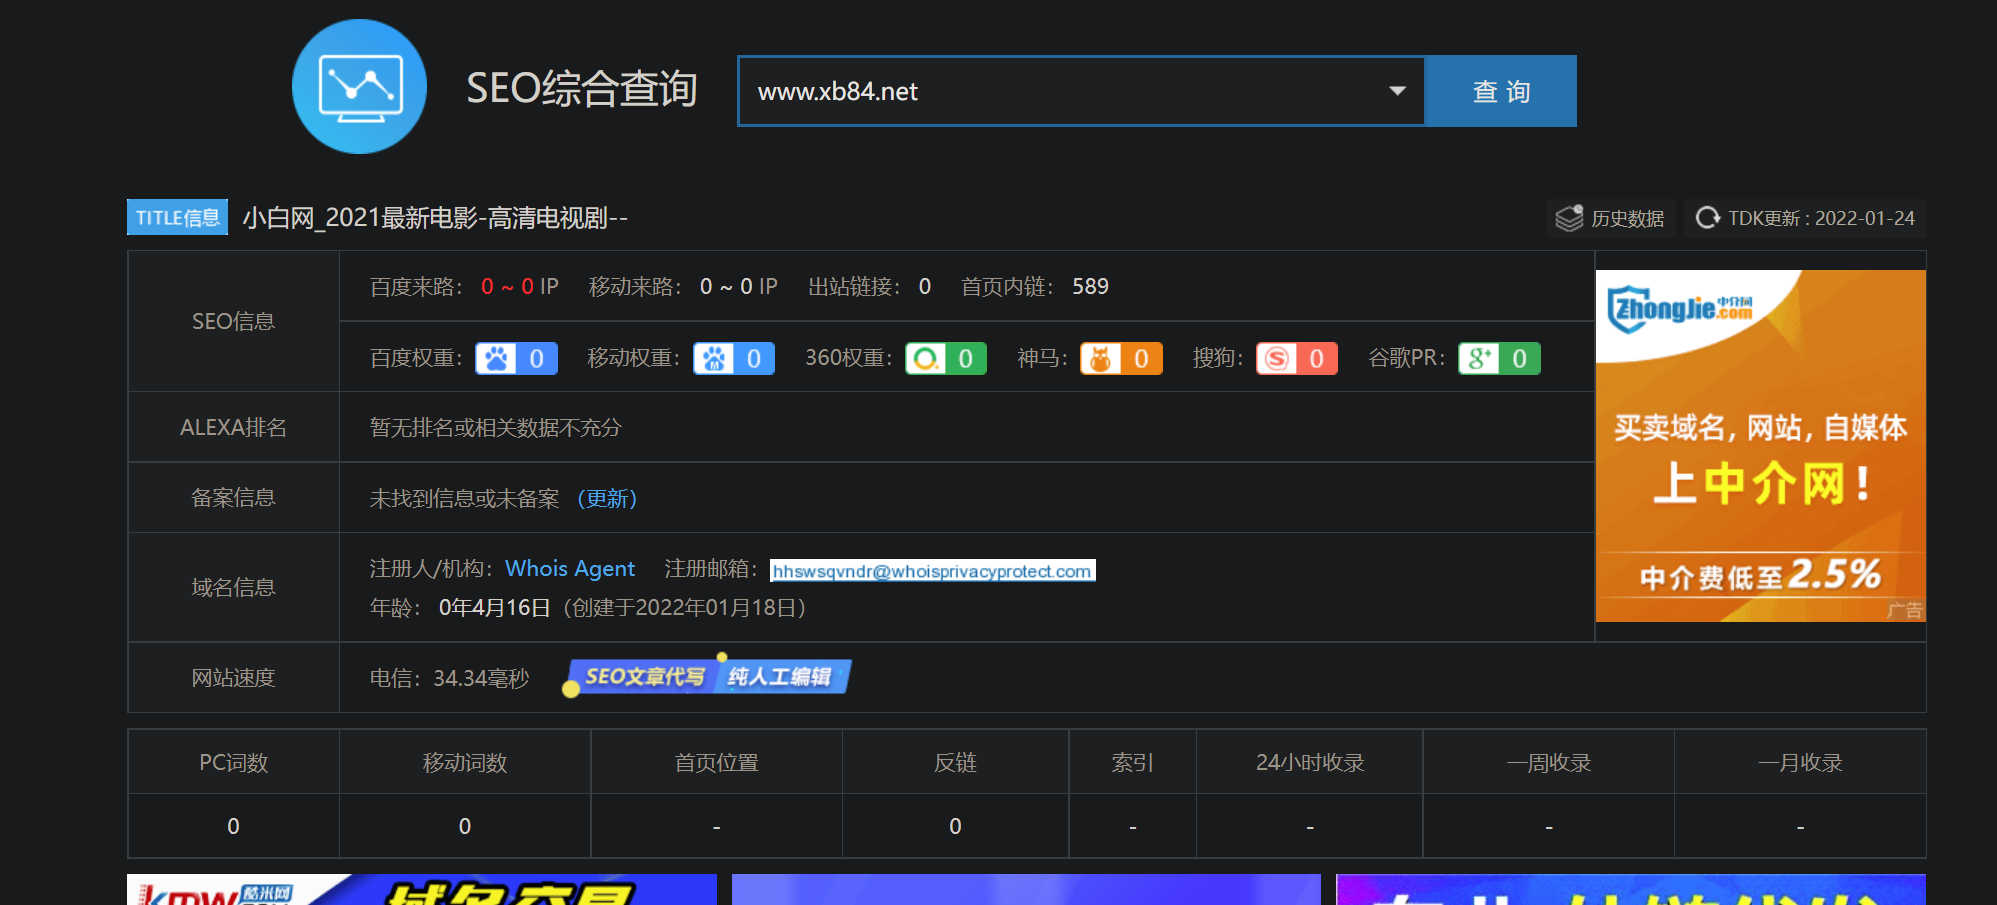 SEO综合查询
www.xb84.net
查 询
TITLE信息 小白网_2021最新电影-高清电视剧--
历史数据
TDK更新 : 2022-01-24
SEO信息
百度来路： 0 ~ 0 IP 移动来路： 0 ~ 0 IP 出站链接： 0 首页内链： 589
百度权重： 0 移动权重： M 0 360权重： 0 神马： 0 搜狗： S 0 谷歌PR： g+ 0
ALEXA排名
暂无排名或相关数据不充分
备案信息
未找到信息或未备案 （更新）
域名信息
注册人/机构： Whois Agent 注册邮箱： hhswsqvndr@whoisprivacyprotect.com
年龄： 0年4月16日（创建于2022年01月18日）
网站速度
电信：34.34毫秒 SEO文章代写 纯人工编辑
ZhongJie中介网.com
买卖域名，网站，自媒体
上中介网！
中介费低至2.5%
广告
PC词数 移动词数 首页位置 反链 索引 24小时收录 一周收录 一月收录
0 0 - 0 - - - -
酷米网
域名交易